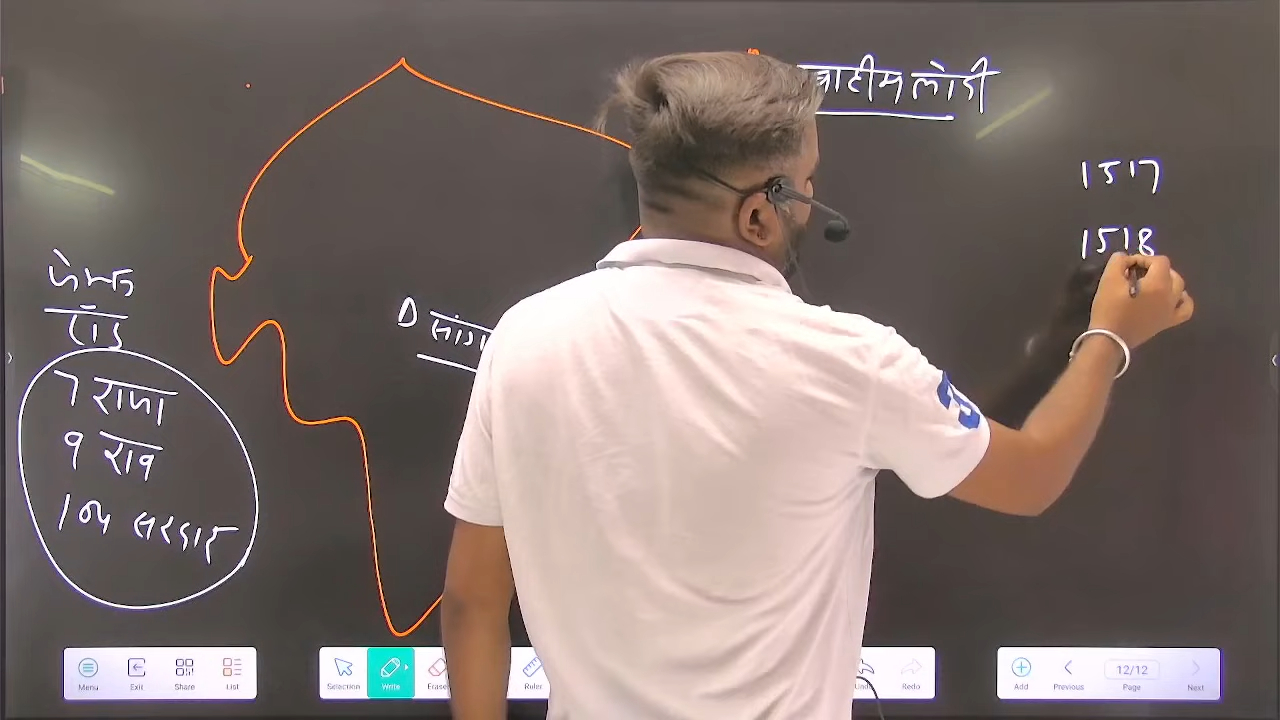 लोदी
1517
1518
जेम्स
टॉड
7 राजा
9 राव
104 सरदार
D सांगा
Menu
Exit
Share
List
Selection
Write
Ruler
Redo
Add
Previous
12/12
Page
Next
3